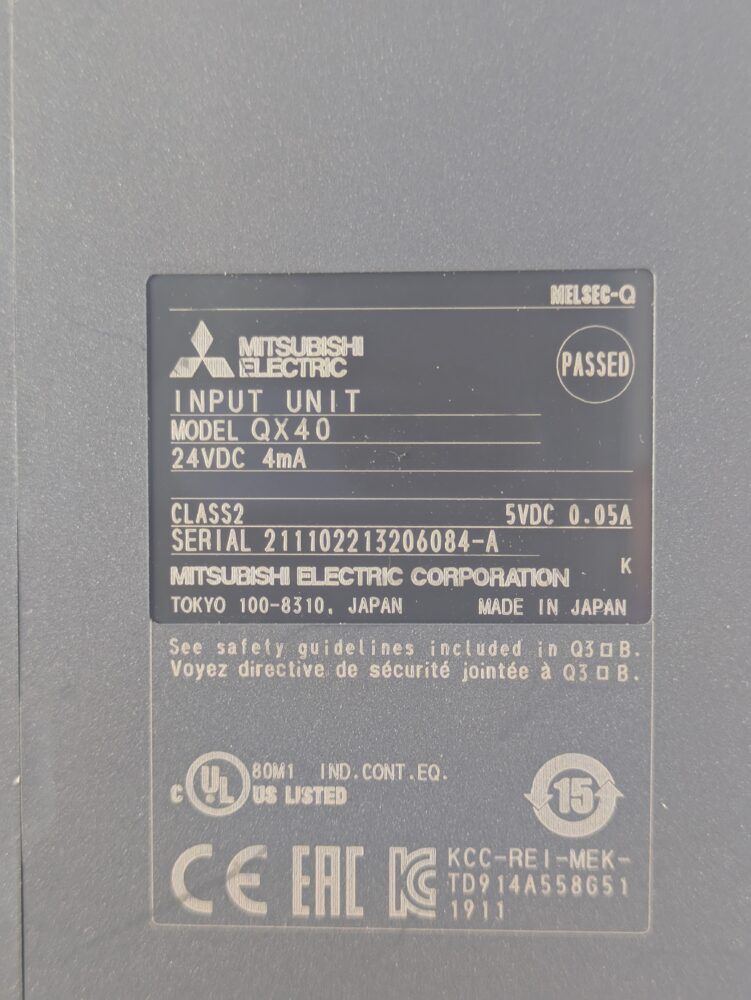 MELSEC-Q
MITSUBISHI
ELECTRIC
PASSED
INPUT UNIT
MODEL QX40
24VDC 4mA
CLASS2 5VDC 0.05A
SERIAL 211102213206084-A
K
MITSUBISHI ELECTRIC CORPORATION
TOKYO 100-8310, JAPAN MADE IN JAPAN
See safety guidelines included in Q3□B.
Voyez directive de sécurité jointée à Q3□B.
C UL 80M1 IND.CONT.EQ.
US LISTED
15
CE EAC KC KCC-REI-MEK-
TD914A558G51
1911